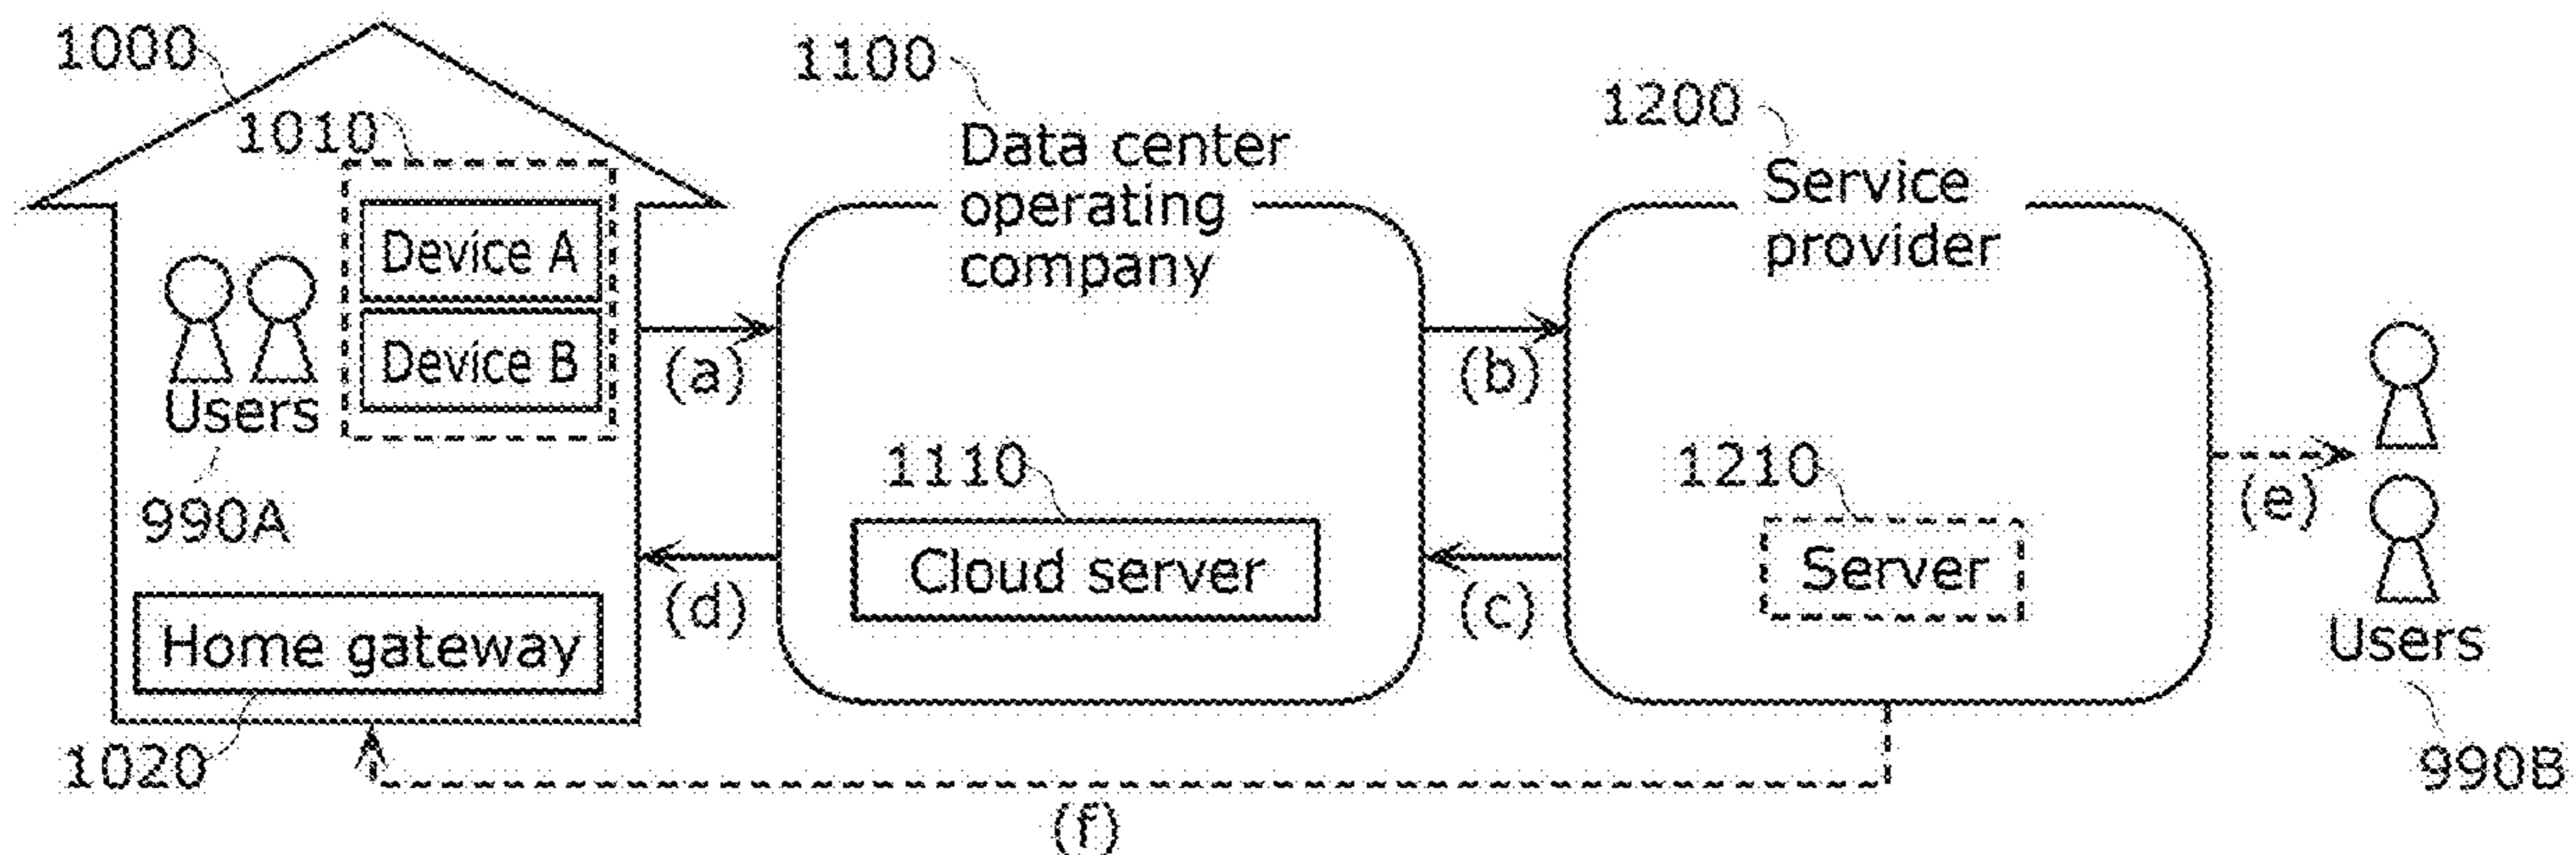 1000
1010
Device A
Device B
Users
990A
Home gateway
1020
(a)
(d)
1100
Data center
operating
company
1110
Cloud server
(b)
(c)
1200
Service
provider
1210
Server
(e)
Users
990B
(f)